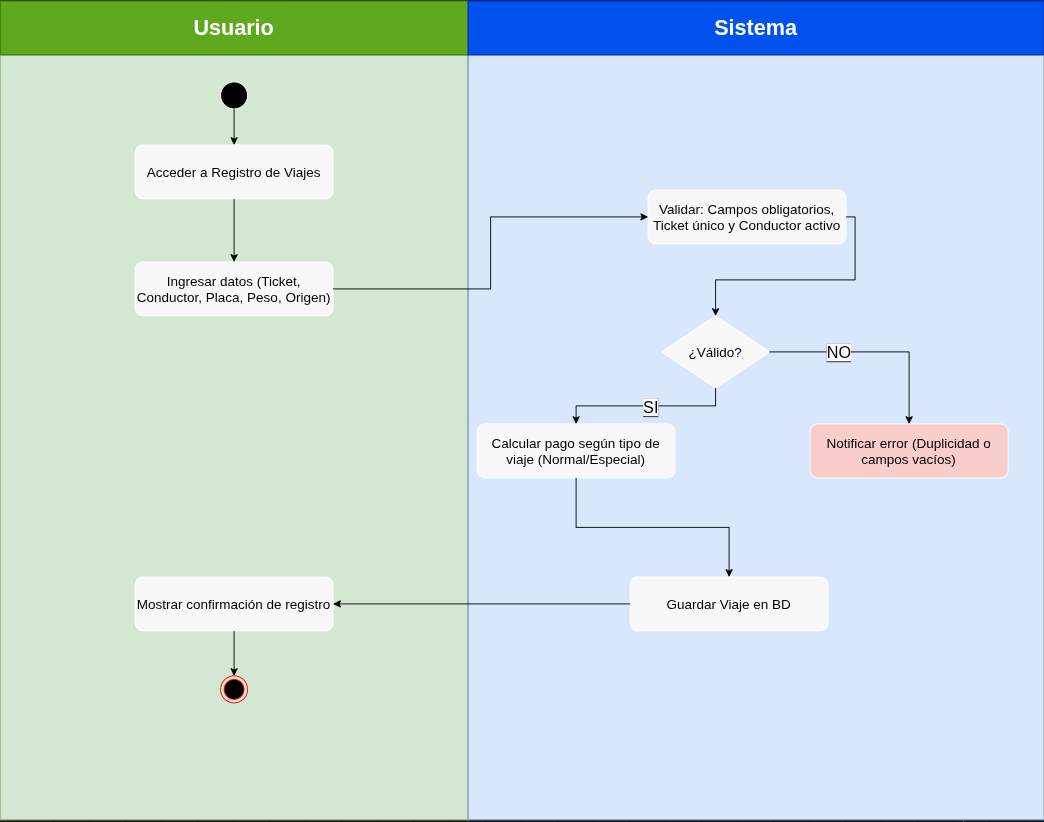 Usuario
Sistema
Acceder a Registro de Viajes
Ingresar datos (Ticket,
Conductor, Placa, Peso, Origen)
Validar: Campos obligatorios,
Ticket único y Conductor activo
¿Válido?
NO
SI
Calcular pago según tipo de
viaje (Normal/Especial)
Notificar error (Duplicidad o
campos vacíos)
Guardar Viaje en BD
Mostrar confirmación de registro